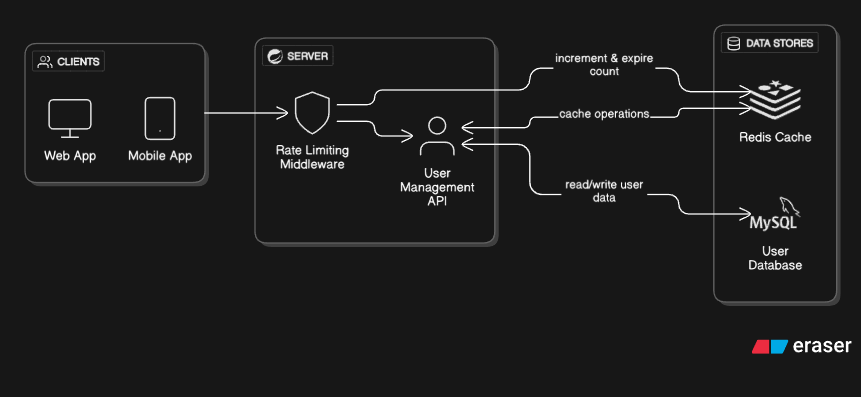 CLIENTS
Web App
Mobile App
SERVER
Rate Limiting
Middleware
User
Management
API
increment & expire
count
cache operations
read/write user
data
DATA STORES
Redis Cache
MySQL
User
Database
eraser